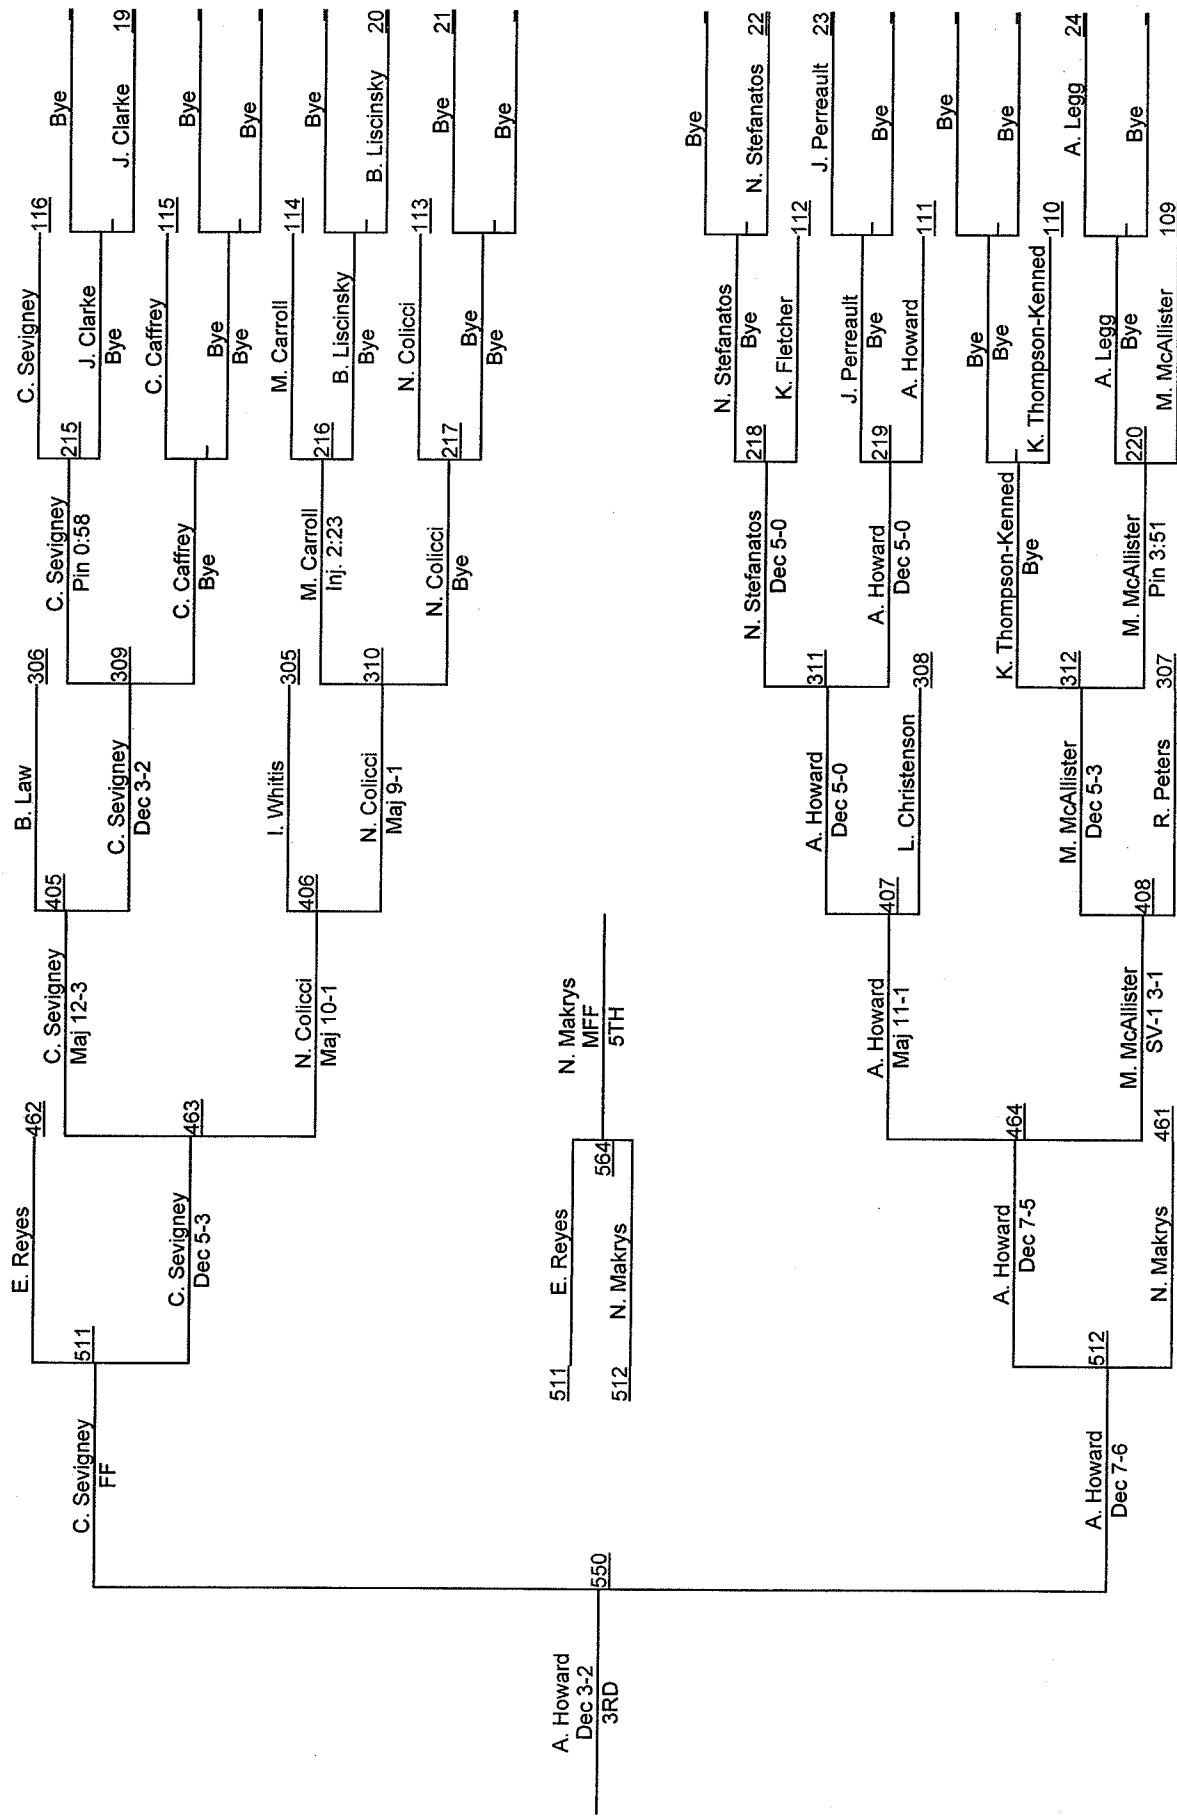 Bye
J. Clarke 19
Bye
Bye
Bye
B. Liscinsky 20
Bye 21
Bye
Bye
N. Stefanatos 22
J. Perreault 23
Bye
Bye
Bye
A. Legg 24
Bye
C. Sevigney 116
J. Clarke
Bye
C. Caffrey 115
Bye
Bye
M. Carroll 114
B. Liscinsky
Bye
N. Colicci 113
Bye
Bye
N. Stefanatos
Bye
K. Fletcher 112
J. Perreault
Bye
A. Howard 111
Bye
Bye
K. Thompson-Kenned 110
A. Legg
Bye
M. McAllister 109
C. Sevigney 215
Pin 0:58
C. Caffrey
Bye
M. Carroll 216
Inj. 2:23
N. Colicci 217
Bye
N. Stefanatos 218
Dec 5-0
A. Howard 219
Dec 5-0
K. Thompson-Kenned
Bye
M. McAllister 220
Pin 3:51
B. Law 306
C. Sevigney 309
Dec 3-2
I. Whitis 305
N. Colicci 310
Maj 9-1
A. Howard 311
Dec 5-0
L. Christenson 308
M. McAllister 312
Dec 5-3
R. Peters 307
C. Sevigney 405
Maj 12-3
N. Colicci 406
Maj 10-1
N. Makrys
MFF
5TH
A. Howard 407
Maj 11-1
M. McAllister 408
SV-1 3-1
E. Reyes 462
C. Sevigney 463
Dec 5-3
511 E. Reyes
564
512 N. Makrys
A. Howard 464
Dec 7-5
N. Makrys 461
C. Sevigney 511
FF
A. Howard 512
Dec 7-6
A. Howard 550
Dec 3-2
3RD